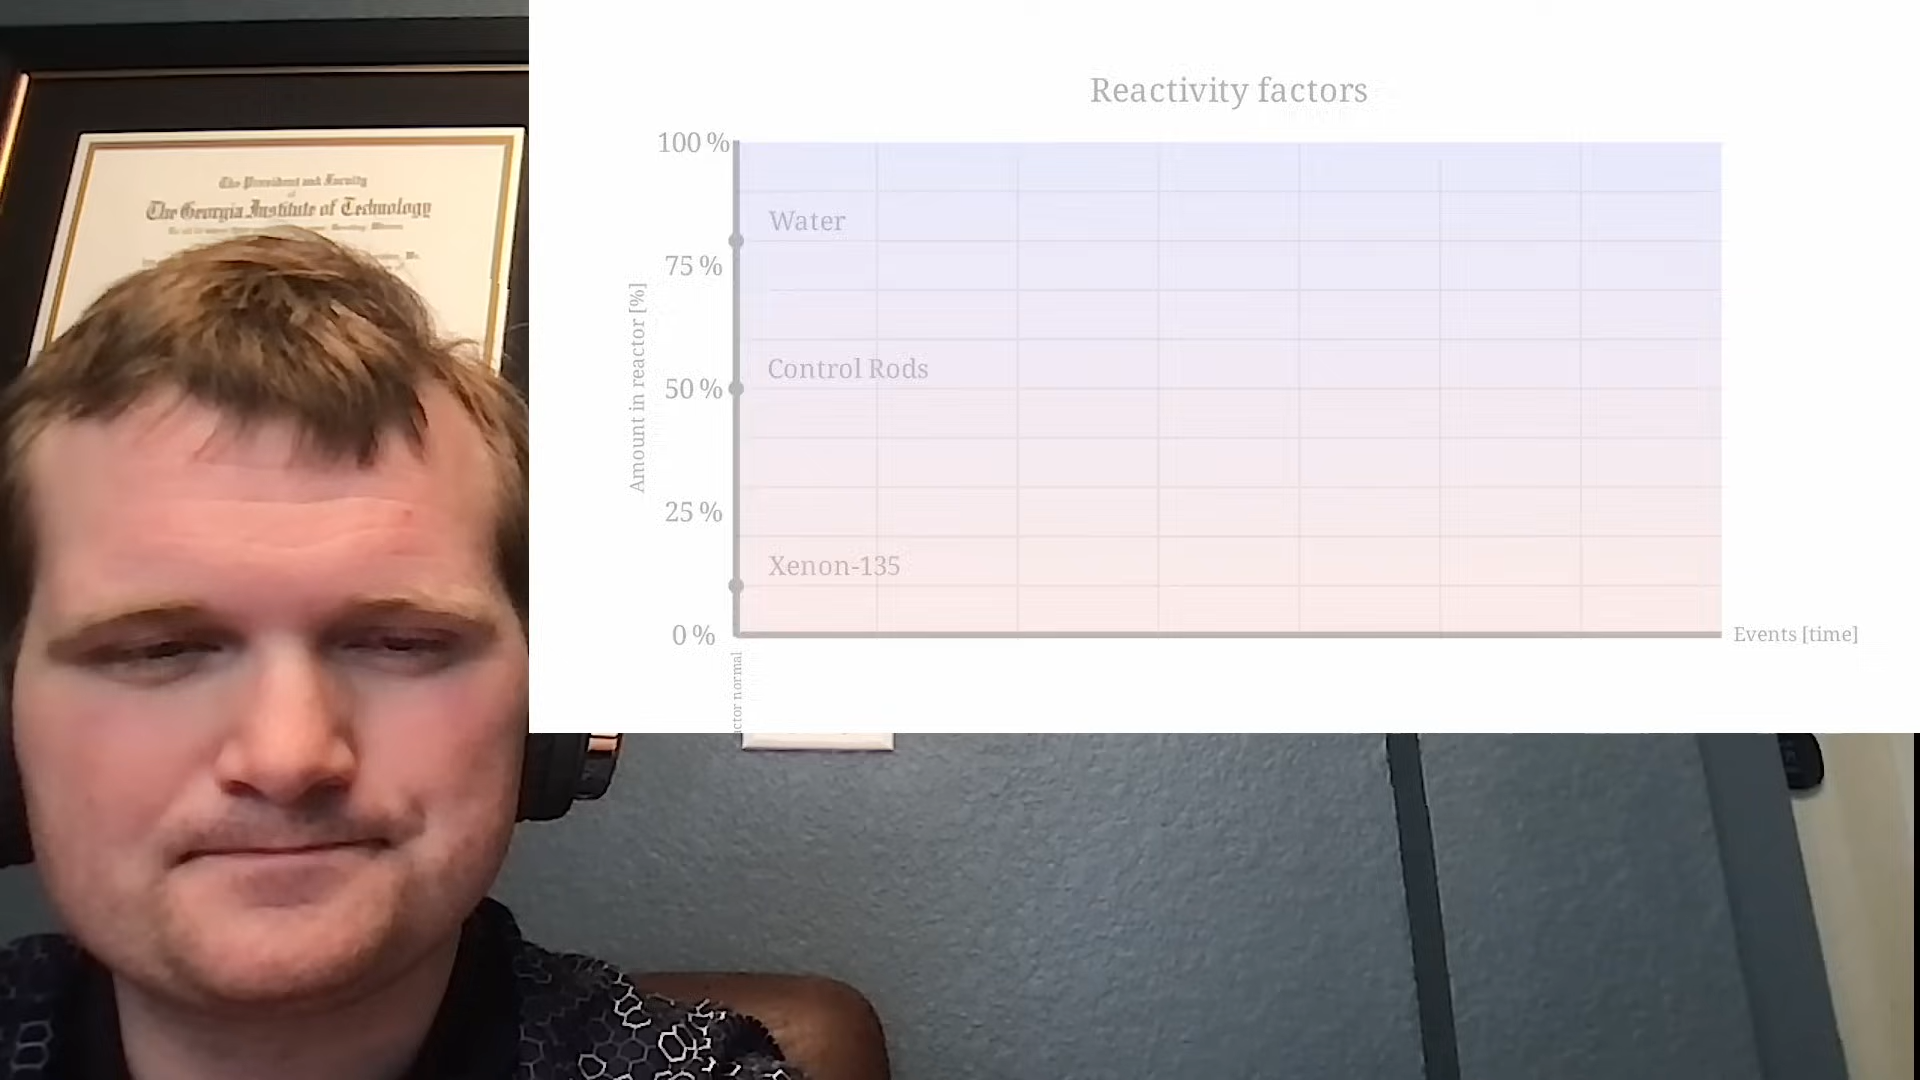 The President and Faculty
of
The Georgia Institute of Technology
Reactivity factors
100 %
Water
75 %
Amount in reactor [%]
Control Rods
50 %
25 %
Xenon-135
0 %
Events [time]
normal